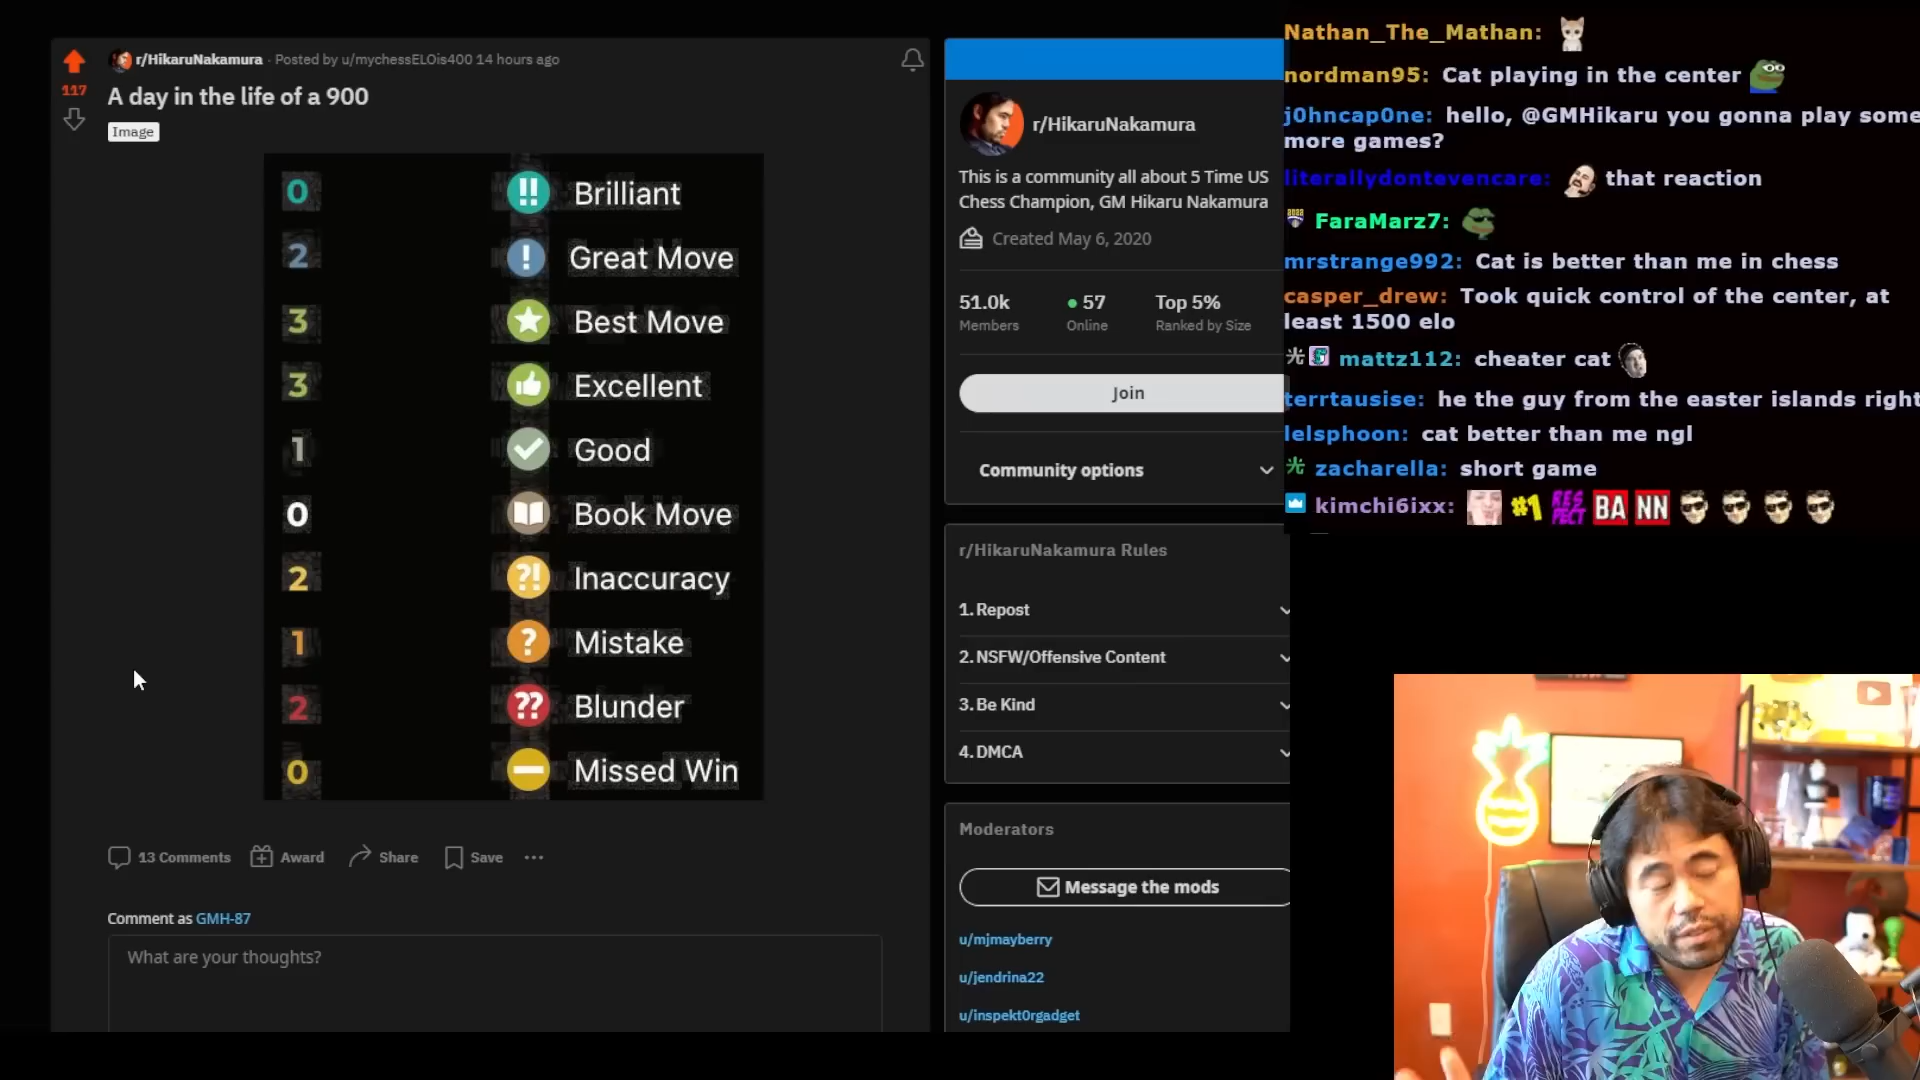 r/HikaruNakamura · Posted by u/mychessELOis400 14 hours ago
117
A day in the life of a 900
Image
0 !! Brilliant
2 ! Great Move
3 Best Move
3 Excellent
1 Good
0 Book Move
2 ?! Inaccuracy
1 ? Mistake
2 ?? Blunder
0 Missed Win
13 Comments Award Share Save ···
Comment as GMH-87
What are your thoughts?
r/HikaruNakamura
This is a community all about 5 Time US
Chess Champion, GM Hikaru Nakamura
Created May 6, 2020
51.0k 57 Top 5%
Members Online Ranked by Size
Join
Community options
r/HikaruNakamura Rules
1. Repost
2. NSFW/Offensive Content
3. Be Kind
4. DMCA
Moderators
Message the mods
u/mjmayberry
u/jendrina22
u/inspekt0rgadget
Nathan_The_Mathan:
nordman95: Cat playing in the center
j0hncap0ne: hello, @GMHikaru you gonna play some
more games?
literallydontevencare: that reaction
FaraMarz7:
mrstrange992: Cat is better than me in chess
casper_drew: Took quick control of the center, at
least 1500 elo
光 mattz112: cheater cat
terrtausise: he the guy from the easter islands right
lelsphoon: cat better than me ngl
光 zacharella: short game
kimchi6ixx: #1 RESPECT BA NN